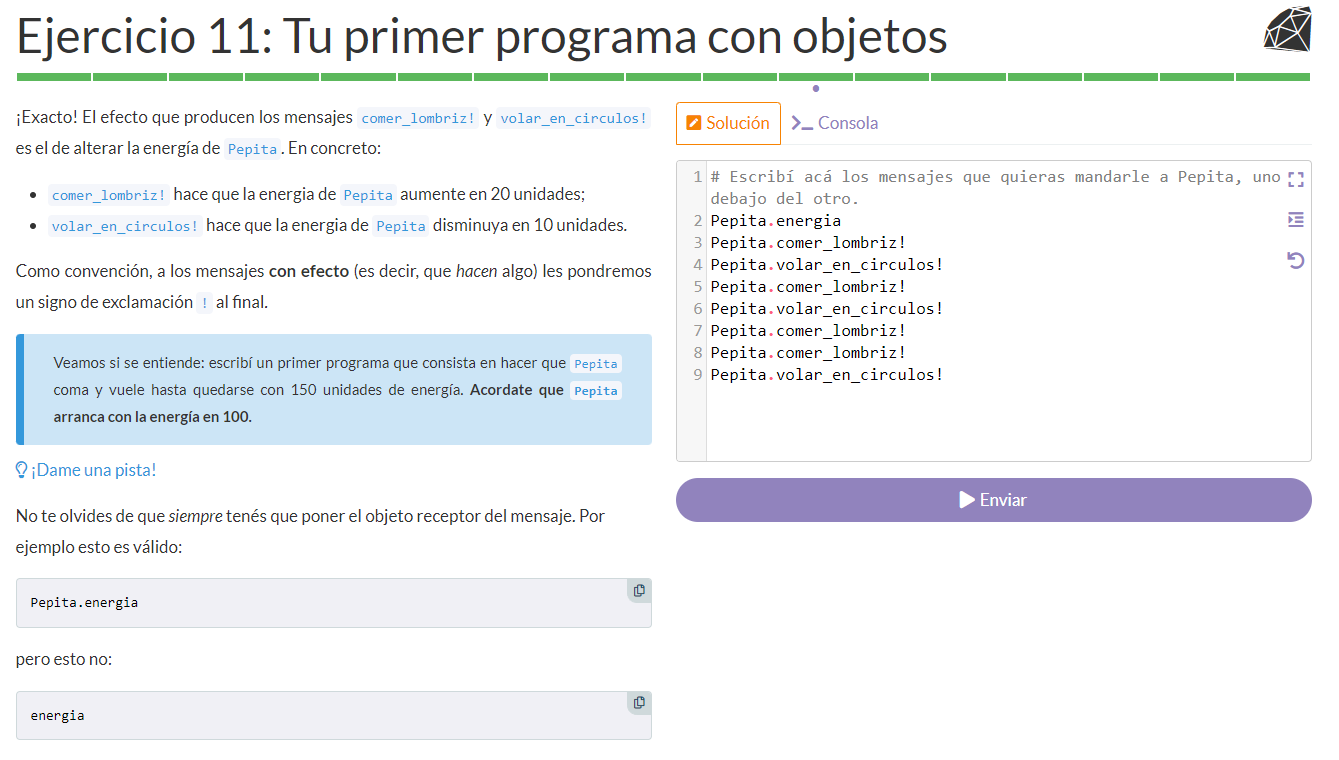 Ejercicio 11: Tu primer programa con objetos
¡Exacto! El efecto que producen los mensajes comer_lombriz! y volar_en_circulos!
es el de alterar la energía de Pepita . En concreto:
comer_lombriz! hace que la energia de Pepita aumente en 20 unidades;
volar_en_circulos! hace que la energia de Pepita disminuya en 10 unidades.
Como convención, a los mensajes con efecto (es decir, que hacen algo) les pondremos
un signo de exclamación ! al final.
Veamos si se entiende: escribí un primer programa que consista en hacer que Pepita
coma y vuele hasta quedarse con 150 unidades de energía. Acordate que Pepita
arranca con la energía en 100.
¡Dame una pista!
No te olvides de que siempre tenés que poner el objeto receptor del mensaje. Por
ejemplo esto es válido:
Pepita.energia
pero esto no:
energia
Solución
Consola
1 # Escribí acá los mensajes que quieras mandarle a Pepita, uno
debajo del otro.
2 Pepita.energia
3 Pepita.comer_lombriz!
4 Pepita.volar_en_circulos!
5 Pepita.comer_lombriz!
6 Pepita.volar_en_circulos!
7 Pepita.comer_lombriz!
8 Pepita.comer_lombriz!
9 Pepita.volar_en_circulos!
Enviar